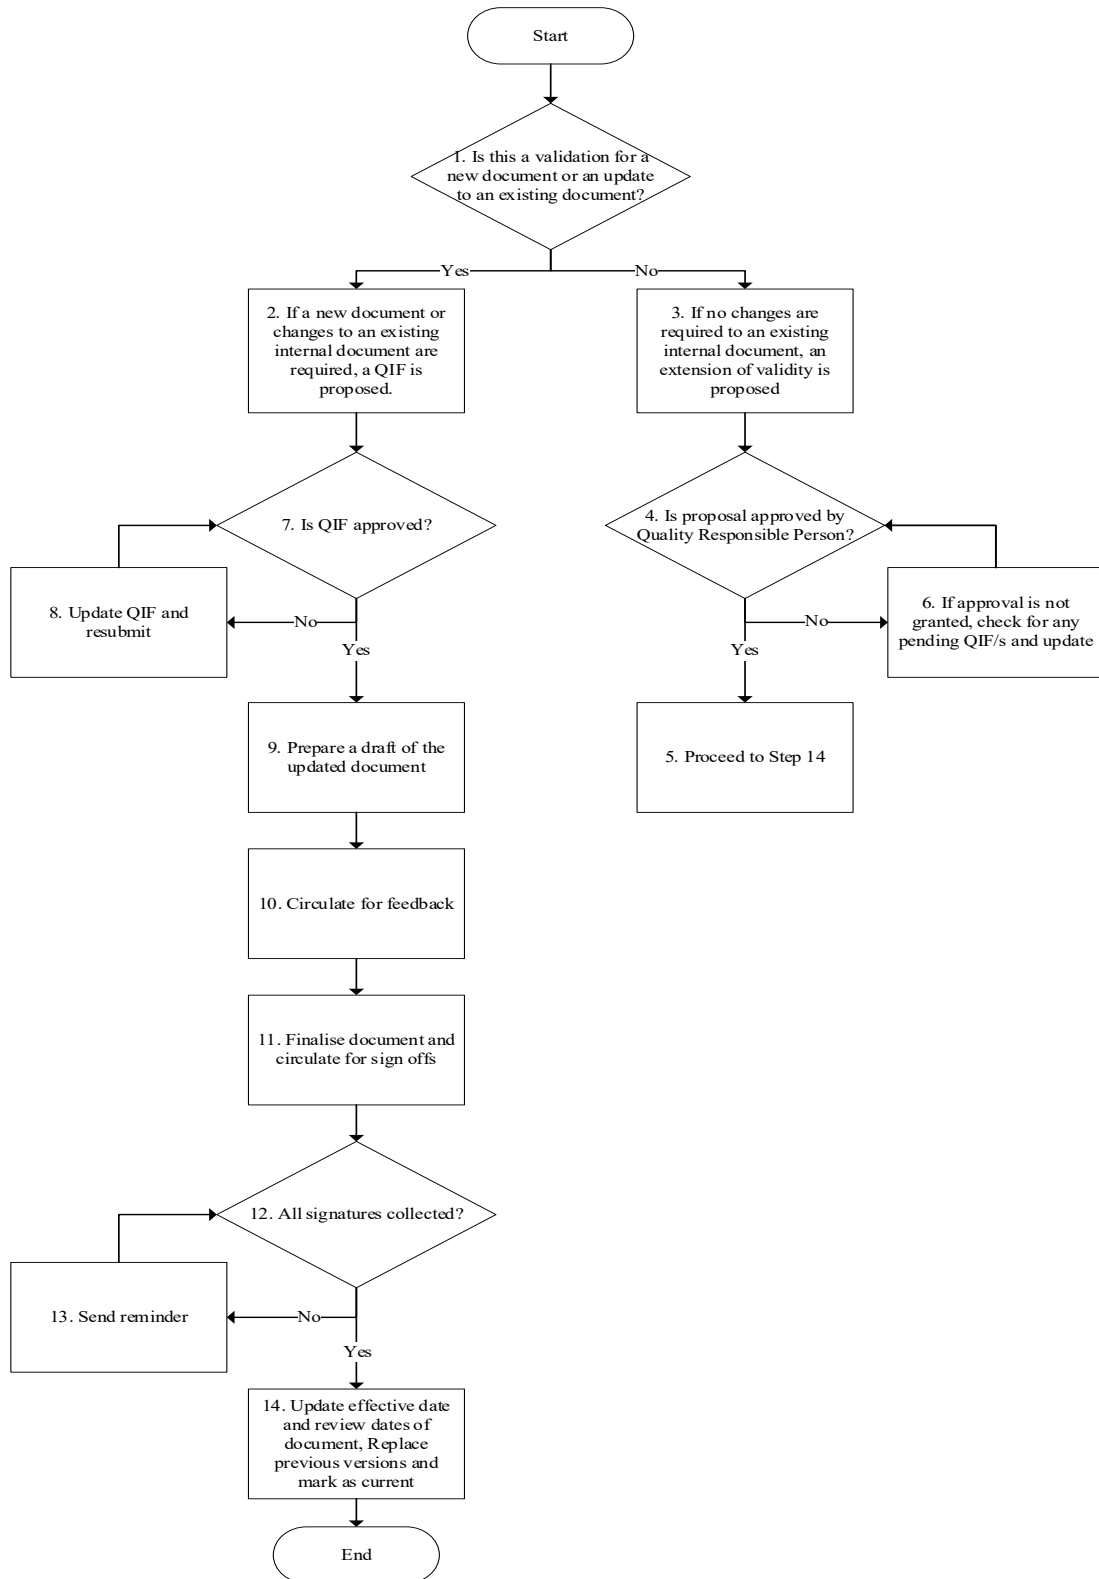 Start
1. Is this a validation for a
new document or an update
to an existing document?
Yes
No
2. If a new document or
changes to an existing
internal document are
required, a QIF is
proposed.
3. If no changes are
required to an existing
internal document, an
extension of validity is
proposed
7. Is QIF approved?
4. Is proposal approved by
Quality Responsible Person?
8. Update QIF and
resubmit
No
Yes
6. If approval is not
granted, check for any
pending QIF/s and update
No
Yes
9. Prepare a draft of the
updated document
5. Proceed to Step 14
10. Circulate for feedback
11. Finalise document and
circulate for sign offs
12. All signatures collected?
13. Send reminder
No
Yes
14. Update effective date
and review dates of
document, Replace
previous versions and
mark as current
End